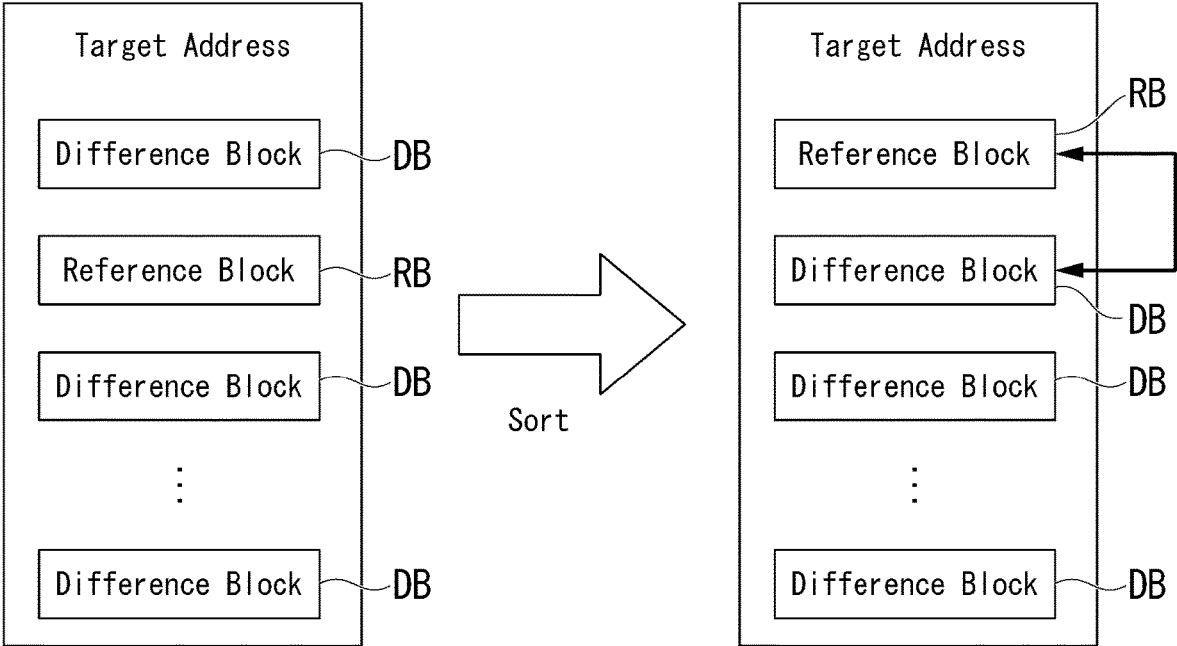 Target Address
Difference Block
DB
Reference Block
RB
Difference Block
DB
⋮
Difference Block
DB
Sort
Target Address
RB
Reference Block
Difference Block
DB
Difference Block
DB
⋮
Difference Block
DB